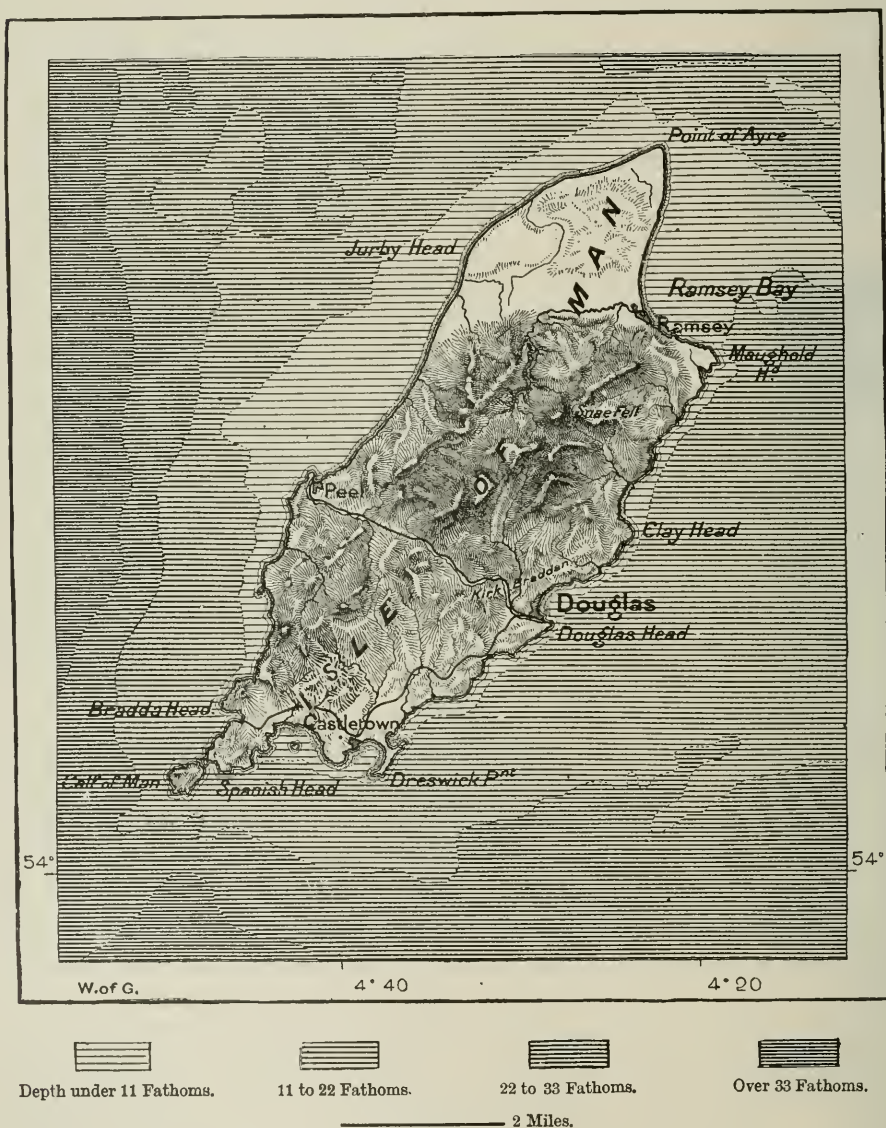 Point of Ayre
MAN
Jurby Head
Ramsey Bay
Ramsey
Maughold
Hd
Snaefell
OF
Peel
Clay Head
Kirk Braddan
Douglas
Douglas Head
ISLE
Bradda Head
Castletown
Calf of Man
Spanish Head
Dreswick Pnt
54°
54°
W. of G.
4° 40
4° 20
Depth under 11 Fathoms.
11 to 22 Fathoms.
22 to 33 Fathoms.
Over 33 Fathoms.
2 Miles.